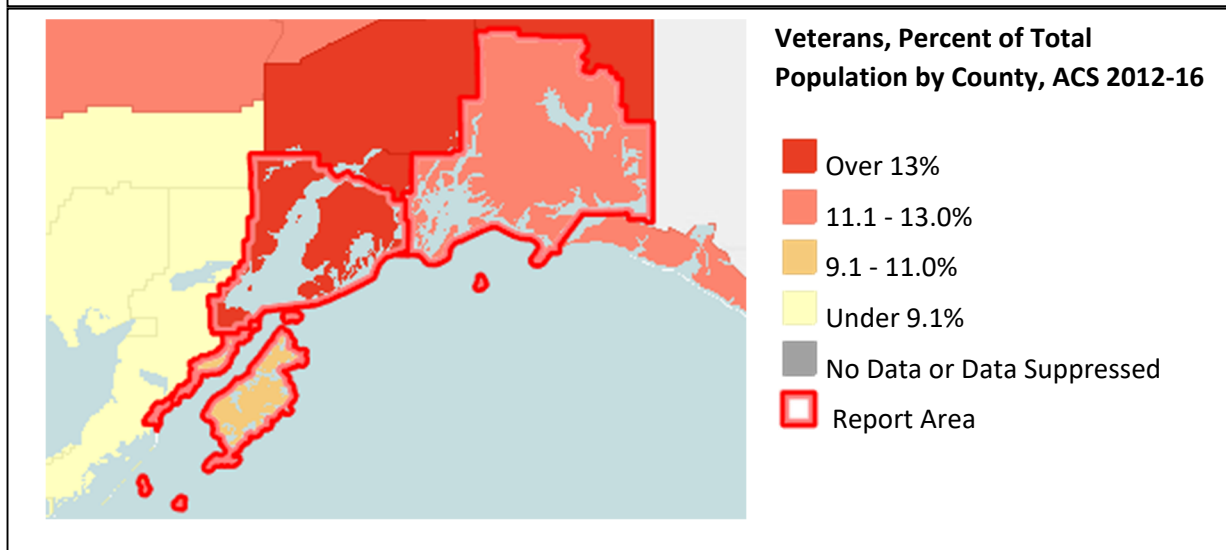 Veterans, Percent of Total
Population by County, ACS 2012-16
Over 13%
11.1 - 13.0%
9.1 - 11.0%
Under 9.1%
No Data or Data Suppressed
Report Area